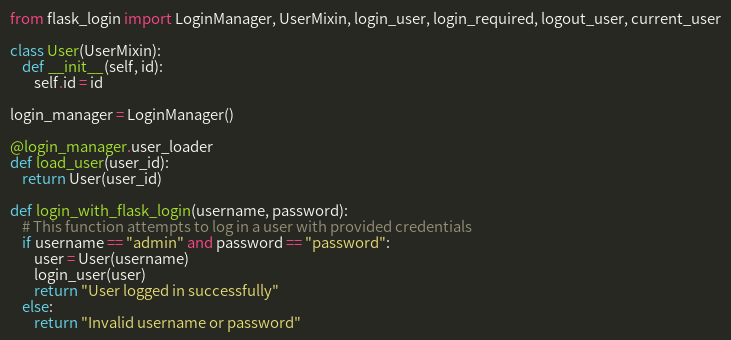 from flask_login import LoginManager, UserMixin, login_user, login_required, logout_user, current_user
class User(UserMixin):
def __init__(self, id):
self.id = id
login_manager = LoginManager()
@login_manager.user_loader
def load_user(user_id):
return User(user_id)
def login_with_flask_login(username, password):
# This function attempts to log in a user with provided credentials
if username == "admin" and password == "password":
user = User(username)
login_user(user)
return "User logged in successfully"
else:
return "Invalid username or password"